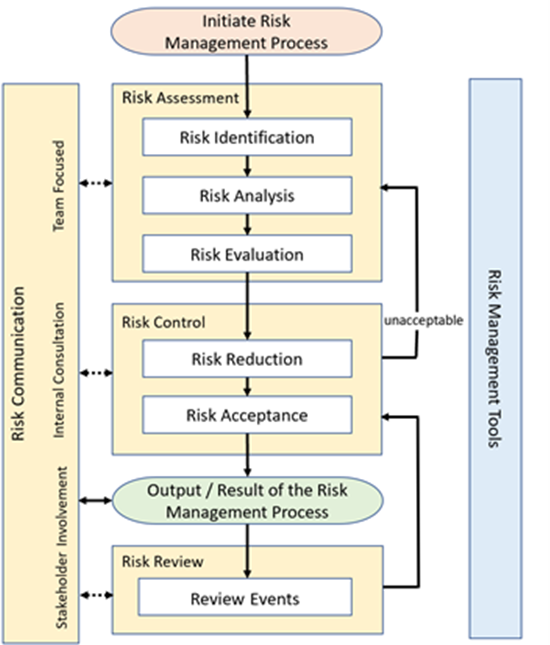 Initiate Risk
Management Process
Risk Assessment
Risk Identification
Risk Analysis
Risk Evaluation
Risk Control
unacceptable
Risk Reduction
Risk Acceptance
Output / Result of the Risk
Management Process
Risk Review
Review Events
Risk Communication
Team Focused
Internal Consultation
Stakeholder Involvement
Risk Management Tools